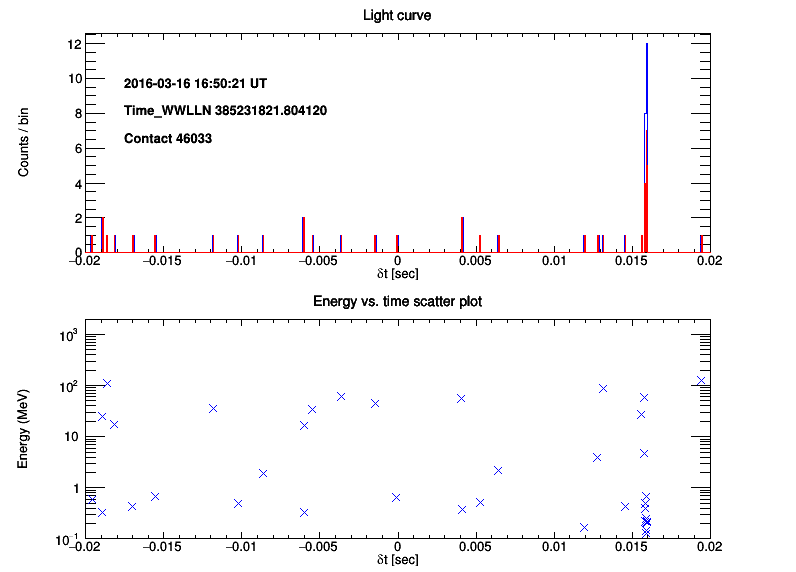 Light curve
Counts / bin
12
10
8
6
4
2
0
2016-03-16 16:50:21 UT
Time_WWLLN 385231821.804120
Contact 46033
−0.02 −0.015 −0.01 −0.005 0 0.005 0.01 0.015 0.02
δt [sec]
Energy vs. time scatter plot
Energy (MeV)
10³
10²
10
1
10⁻¹
−0.02 −0.015 −0.01 −0.005 0 0.005 0.01 0.015 0.02
δt [sec]